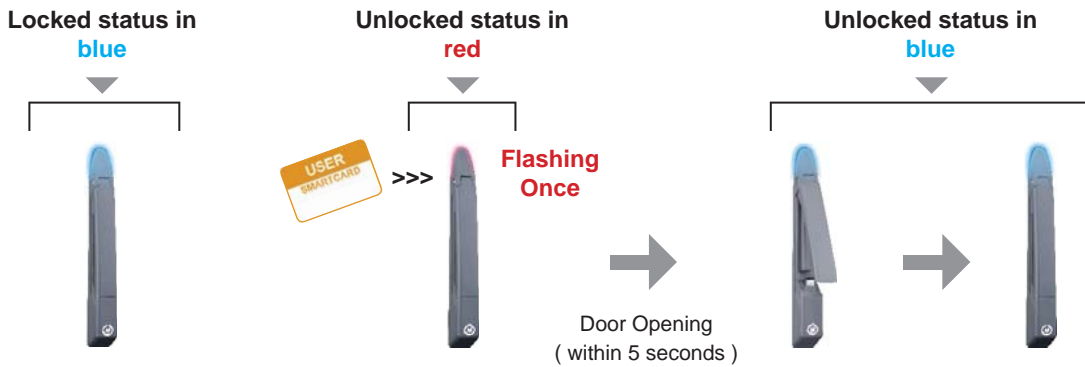 Locked status in
blue
Unlocked status in
red
Unlocked status in
blue
USER
SMARTCARD
>>>
Flashing
Once
Door Opening
( within 5 seconds )